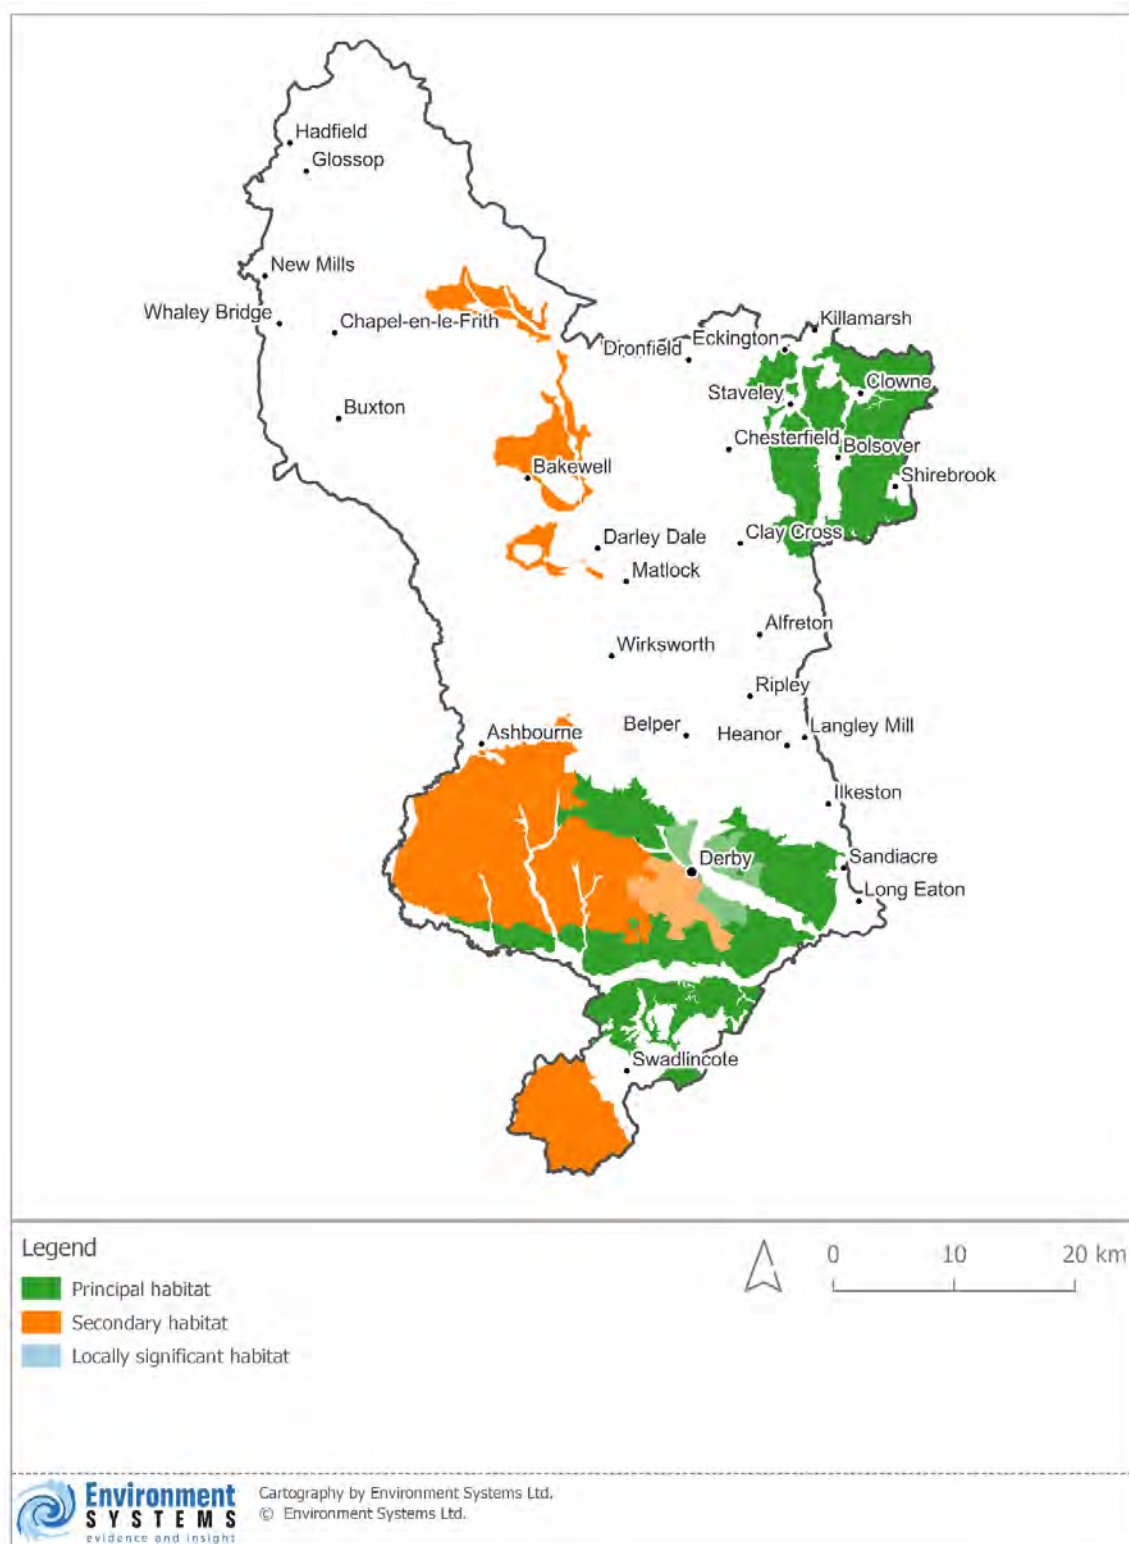 Hadfield
Glossop
New Mills
Whaley Bridge
Chapel-en-le-Frith
Killamarsh
Eckington
Dronfield
Clowne
Staveley
Buxton
Chesterfield
Bolsover
Bakewell
Shirebrook
Clay Cross
Darley Dale
Matlock
Alfreton
Wirksworth
Ripley
Belper
Langley Mill
Ashbourne
Heanor
Ilkeston
Derby
Sandiacre
Long Eaton
Swadlincote
Legend
Principal habitat
Secondary habitat
Locally significant habitat
0 10 20 km
Environment
SYSTEMS
evidence and insight
Cartography by Environment Systems Ltd.
© Environment Systems Ltd.